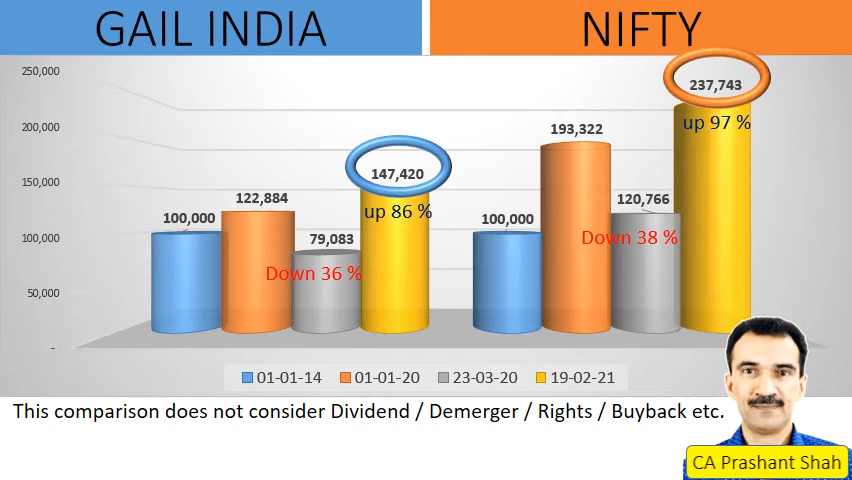 GAIL INDIA
NIFTY
250,000
200,000
150,000
100,000
50,000
-
100,000
122,884
79,083
Down 36 %
147,420
up 86 %
100,000
193,322
120,766
Down 38 %
237,743
up 97 %
01-01-14 01-01-20 23-03-20 19-02-21
This comparison does not consider Dividend / Demerger / Rights / Buyback etc.
CA Prashant Shah